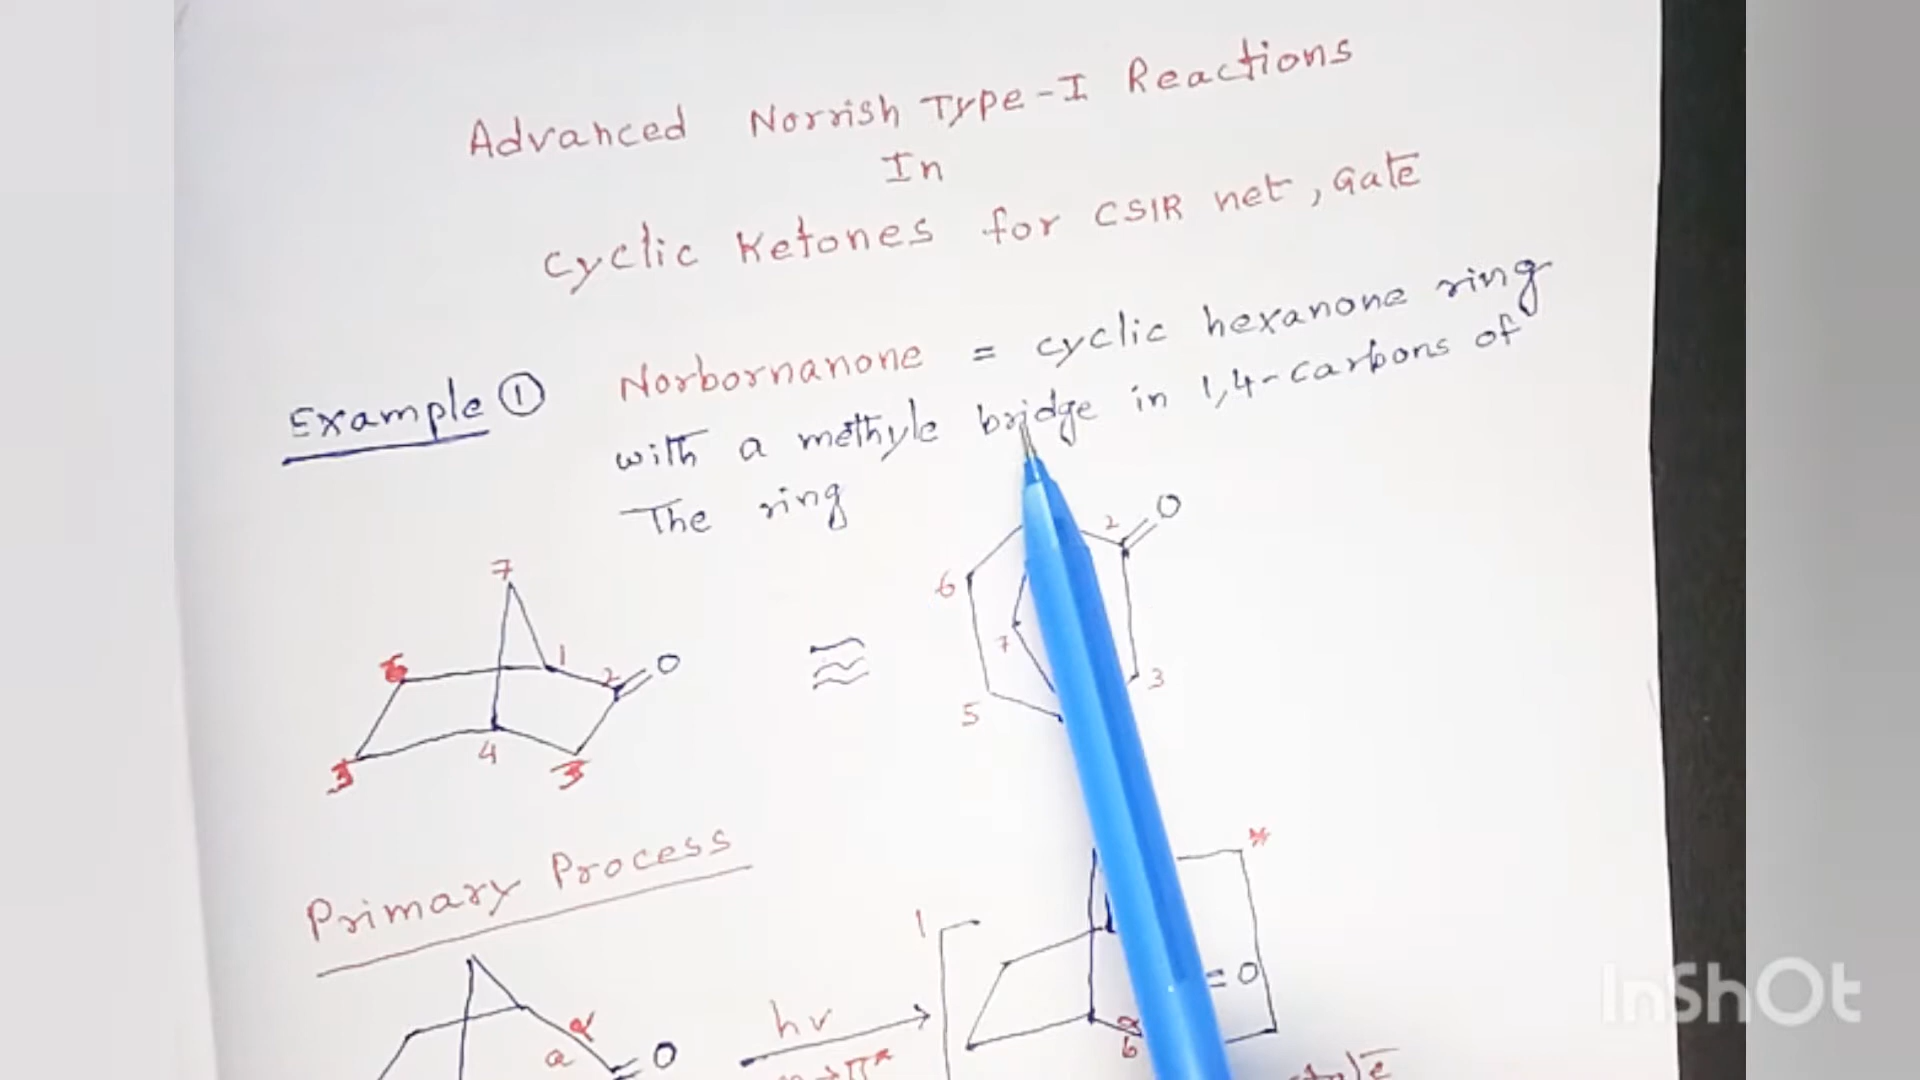 Advanced Norrish Type-I Reactions
In
Cyclic Ketones for CSIR net, Gate
Example ① Norbornanone = cyclic hexanone ring
with a methyle bridge in 1,4-carbons of
The ring
7
6
1
2
O
4
3
≈
2
O
6
7
3
5
Primary Process
α
a
O
hν
*
= O
α
b
InShOt